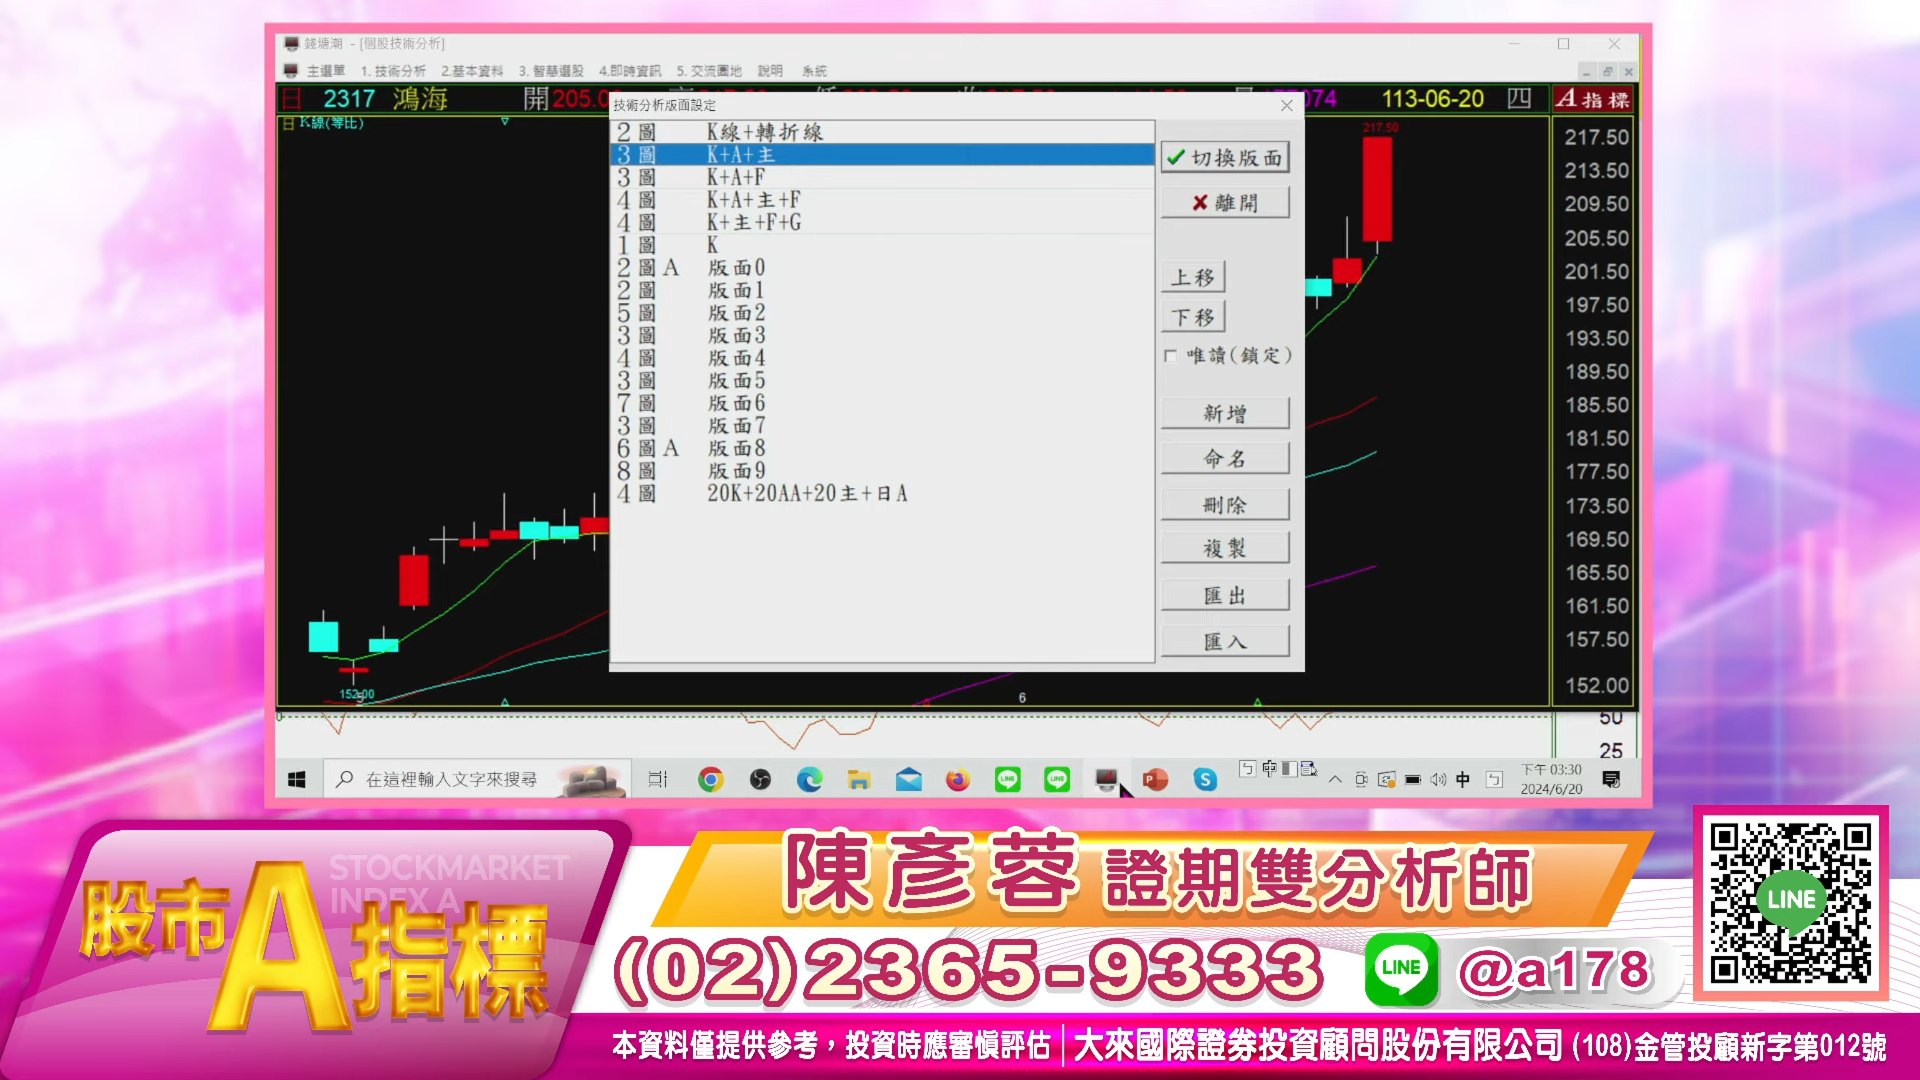 錢塘潮 - [個股技術分析]
主選單 1. 技術分析 2.基本資料 3. 智慧選股 4.即時資訊 5. 交流園地 說明 系統
日 2317 鴻海 開205.0 113-06-20 四 A指標
日K線(等比)
技術分析版面設定
2圖 K線+轉折線
3圖 K+A+主
3圖 K+A+F
4圖 K+A+主+F
4圖 K+主+F+G
1圖 K
2圖A 版面0
2圖 版面1
5圖 版面2
3圖 版面3
4圖 版面4
3圖 版面5
7圖 版面6
3圖 版面7
6圖A 版面8
8圖 版面9
4圖 20K+20AA+20主+日A
切換版面
離開
上移
下移
唯讀(鎖定)
新增
命名
刪除
複製
匯出
匯入
217.50
217.50
213.50
209.50
205.50
201.50
197.50
193.50
189.50
185.50
181.50
177.50
173.50
169.50
165.50
161.50
157.50
152.00
152.00
5
6
0
50
25
在這裡輸入文字來搜尋
中
下午 03:30
2024/6/20
STOCKMARKET
INDEX A
股市A指標
陳彥蓉 證期雙分析師
(02)2365-9333
LINE @a178
LINE
本資料僅提供參考，投資時應審慎評估｜大來國際證券投資顧問股份有限公司 (108)金管投顧新字第012號